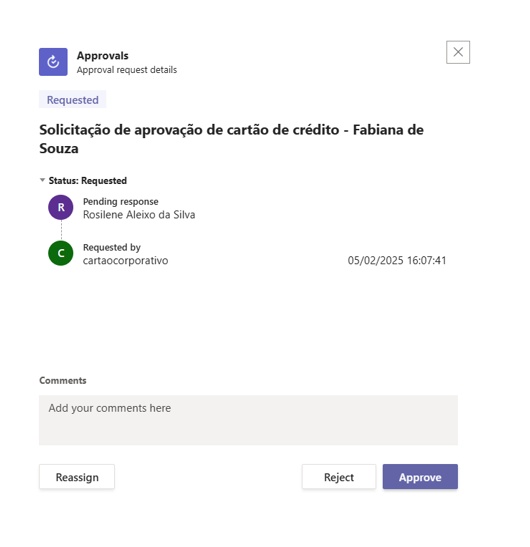 Approvals
Approval request details
Requested
Solicitação de aprovação de cartão de crédito - Fabiana de
Souza
Status: Requested
R
Pending response
Rosilene Aleixo da Silva
C
Requested by
cartaocorporativo 05/02/2025 16:07:41
Comments
Add your comments here
Reassign Reject Approve